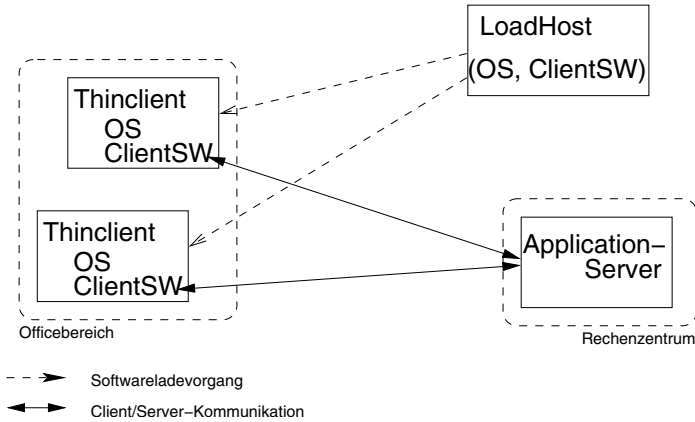 LoadHost
(OS, ClientSW)
Thinclient
OS
ClientSW
Thinclient
OS
ClientSW
Application–
Server
Officebereich
Rechenzentrum
Softwareladevorgang
Client/Server–Kommunikation